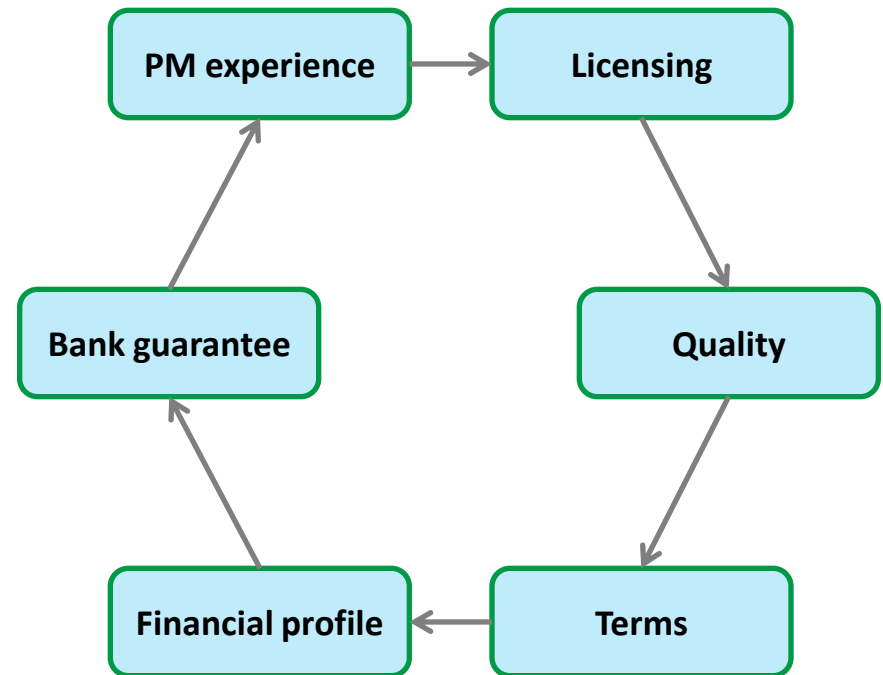 PM experience
Licensing
Bank guarantee
Quality
Financial profile
Terms